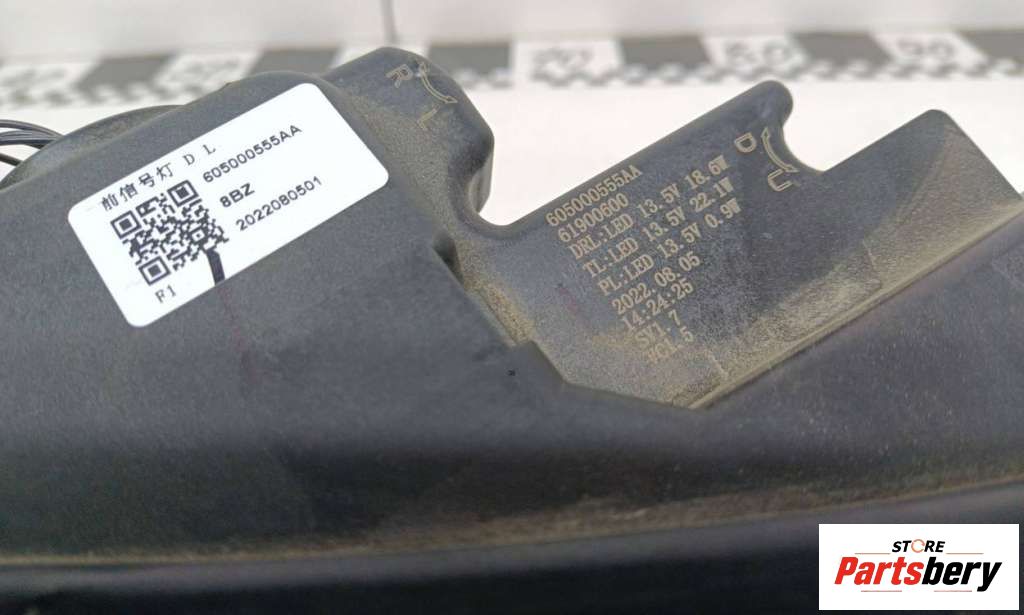 前信号灯 D L
605000555AA
8BZ
2022080501
F1
R L
605000555AA
61900600
DRL:LED 13.5V 18.6W
TL:LED 13.5V 22.1W
PL:LED 13.5V 0.9W
2022.08.05
14:24:25
SV1.7
D U
STORE
Partsbery